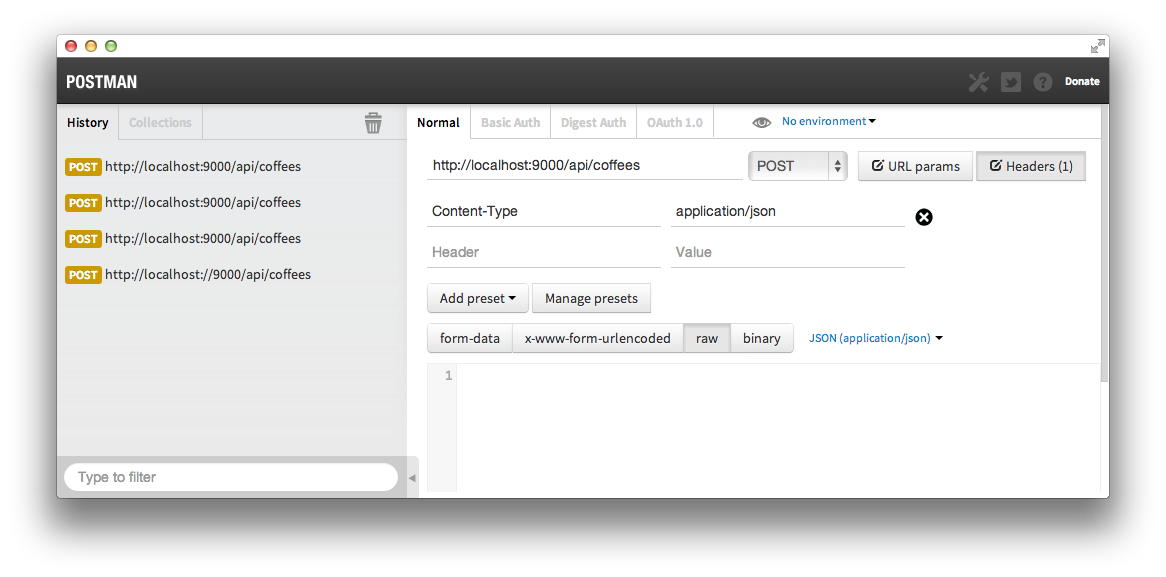 POSTMAN
Donate
History Collections
POST http://localhost:9000/api/coffees
POST http://localhost:9000/api/coffees
POST http://localhost:9000/api/coffees
POST http://localhost://9000/api/coffees
Type to filter
Normal Basic Auth Digest Auth OAuth 1.0 No environment
http://localhost:9000/api/coffees POST URL params Headers (1)
Content-Type application/json
Header Value
Add preset Manage presets
form-data x-www-form-urlencoded raw binary JSON (application/json)
1